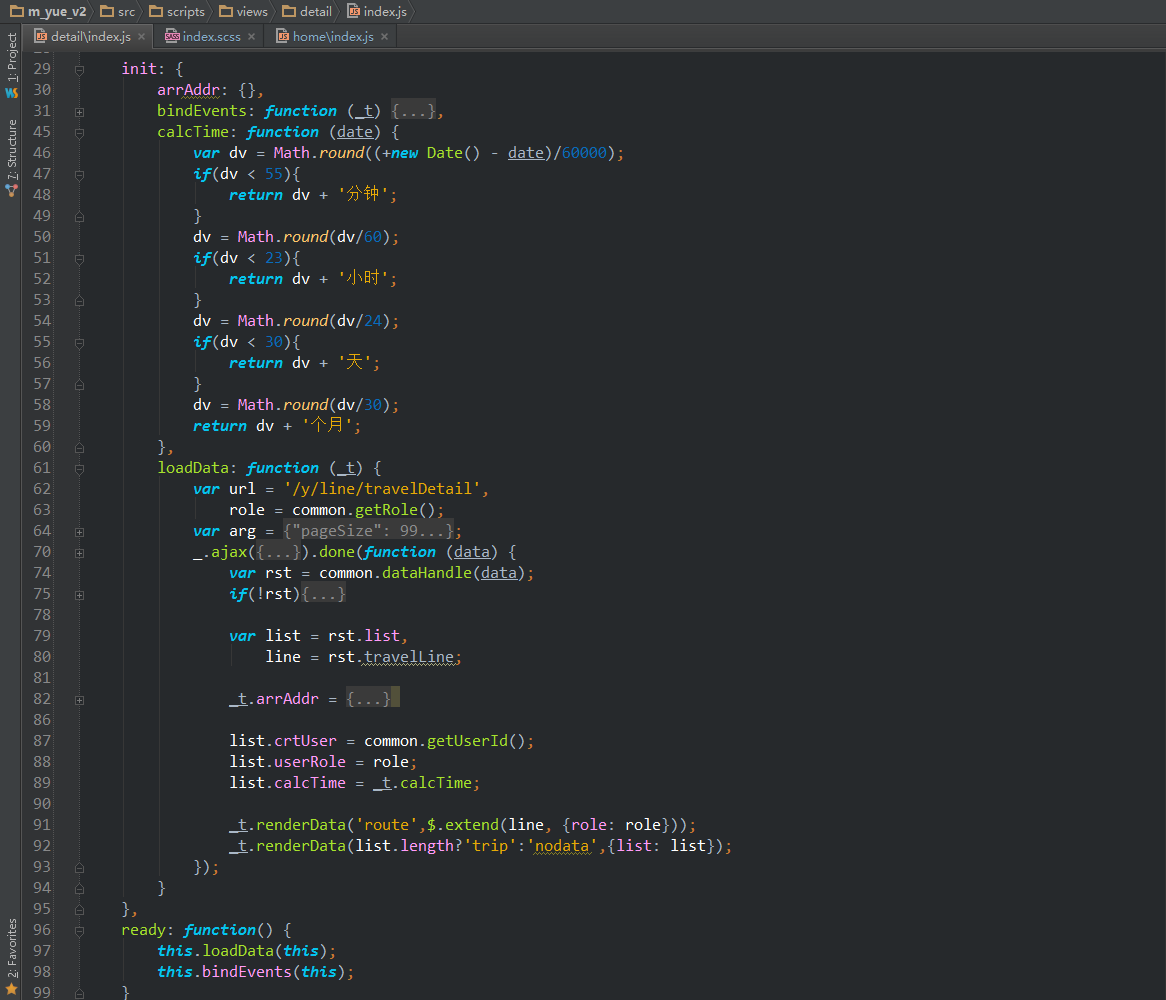 m_yue_v2 src scripts views detail index.js
detail\index.js × index.scss × home\index.js ×
1: Project
7: Structure
2: Favorites
29 init: {
30 arrAddr: {},
31 bindEvents: function (_t) {...},
45 calcTime: function (date) {
46 var dv = Math.round((+new Date() - date)/60000);
47 if(dv < 55){
48 return dv + '分钟';
49 }
50 dv = Math.round(dv/60);
51 if(dv < 23){
52 return dv + '小时';
53 }
54 dv = Math.round(dv/24);
55 if(dv < 30){
56 return dv + '天';
57 }
58 dv = Math.round(dv/30);
59 return dv + '个月';
60 },
61 loadData: function (_t) {
62 var url = '/y/line/travelDetail',
63 role = common.getRole();
64 var arg = {"pageSize": 99...};
70 _.ajax({...}).done(function (data) {
74 var rst = common.dataHandle(data);
75 if(!rst){...}
78
79 var list = rst.list,
80 line = rst.travelLine;
81
82 _t.arrAddr = {...}
86
87 list.crtUser = common.getUserId();
88 list.userRole = role;
89 list.calcTime = _t.calcTime;
90
91 _t.renderData('route',$.extend(line, {role: role}));
92 _t.renderData(list.length?'trip':'nodata',{list: list});
93 });
94 }
95 },
96 ready: function() {
97 this.loadData(this);
98 this.bindEvents(this);
99 }